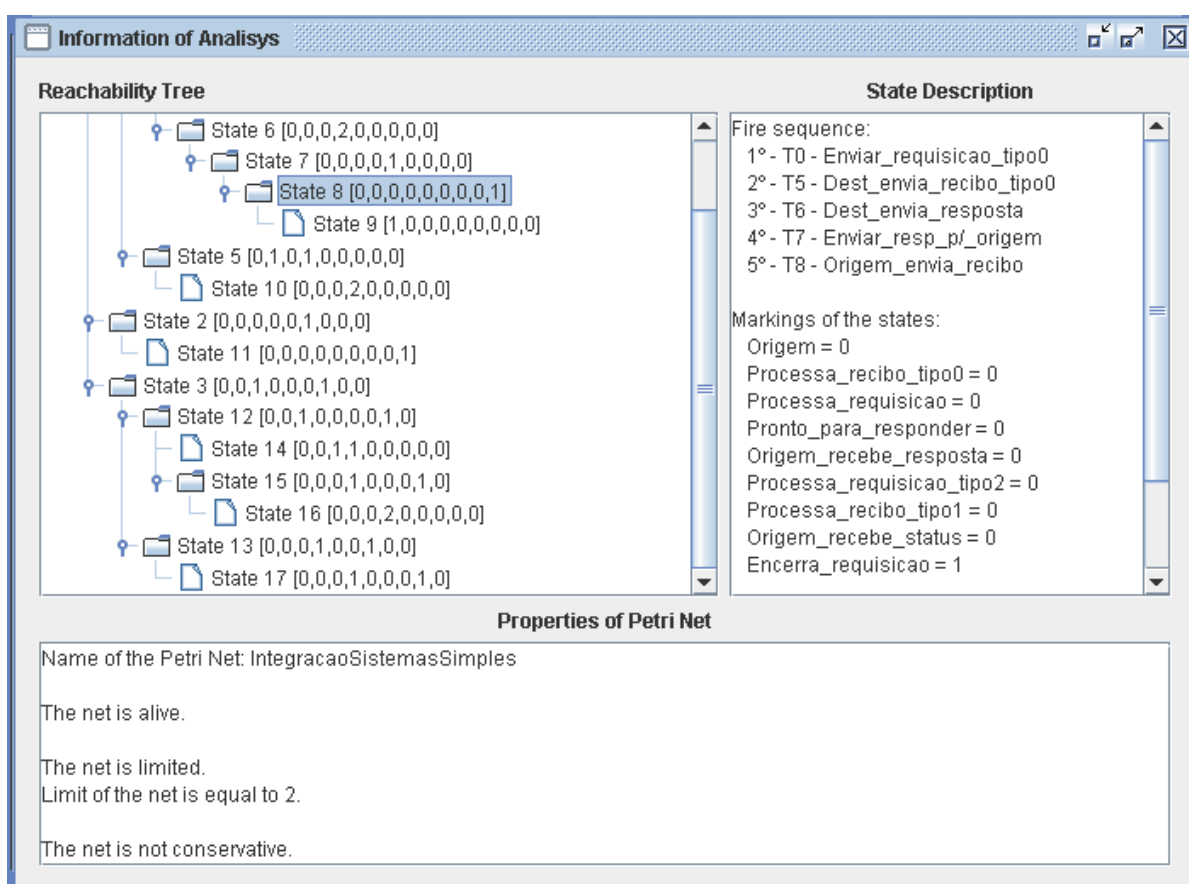 Information of Analisys
Reachability Tree
State 6 [0,0,0,2,0,0,0,0,0]
State 7 [0,0,0,0,1,0,0,0,0]
State 8 [0,0,0,0,0,0,0,0,1]
State 9 [1,0,0,0,0,0,0,0,0]
State 5 [0,1,0,1,0,0,0,0,0]
State 10 [0,0,0,2,0,0,0,0,0]
State 2 [0,0,0,0,0,1,0,0,0]
State 11 [0,0,0,0,0,0,0,0,1]
State 3 [0,0,1,0,0,0,1,0,0]
State 12 [0,0,1,0,0,0,0,1,0]
State 14 [0,0,1,1,0,0,0,0,0]
State 15 [0,0,0,1,0,0,0,1,0]
State 16 [0,0,0,2,0,0,0,0,0]
State 13 [0,0,0,1,0,0,1,0,0]
State 17 [0,0,0,1,0,0,0,1,0]
State Description
Fire sequence:
1º - T0 - Enviar_requisicao_tipo0
2º - T5 - Dest_envia_recibo_tipo0
3º - T6 - Dest_envia_resposta
4º - T7 - Enviar_resp_p/_origem
5º - T8 - Origem_envia_recibo
Markings of the states:
Origem = 0
Processa_recibo_tipo0 = 0
Processa_requisicao = 0
Pronto_para_responder = 0
Origem_recebe_resposta = 0
Processa_requisicao_tipo2 = 0
Processa_recibo_tipo1 = 0
Origem_recebe_status = 0
Encerra_requisicao = 1
Properties of Petri Net
Name of the Petri Net: IntegracaoSistemasSimples
The net is alive.
The net is limited.
Limit of the net is equal to 2.
The net is not conservative.